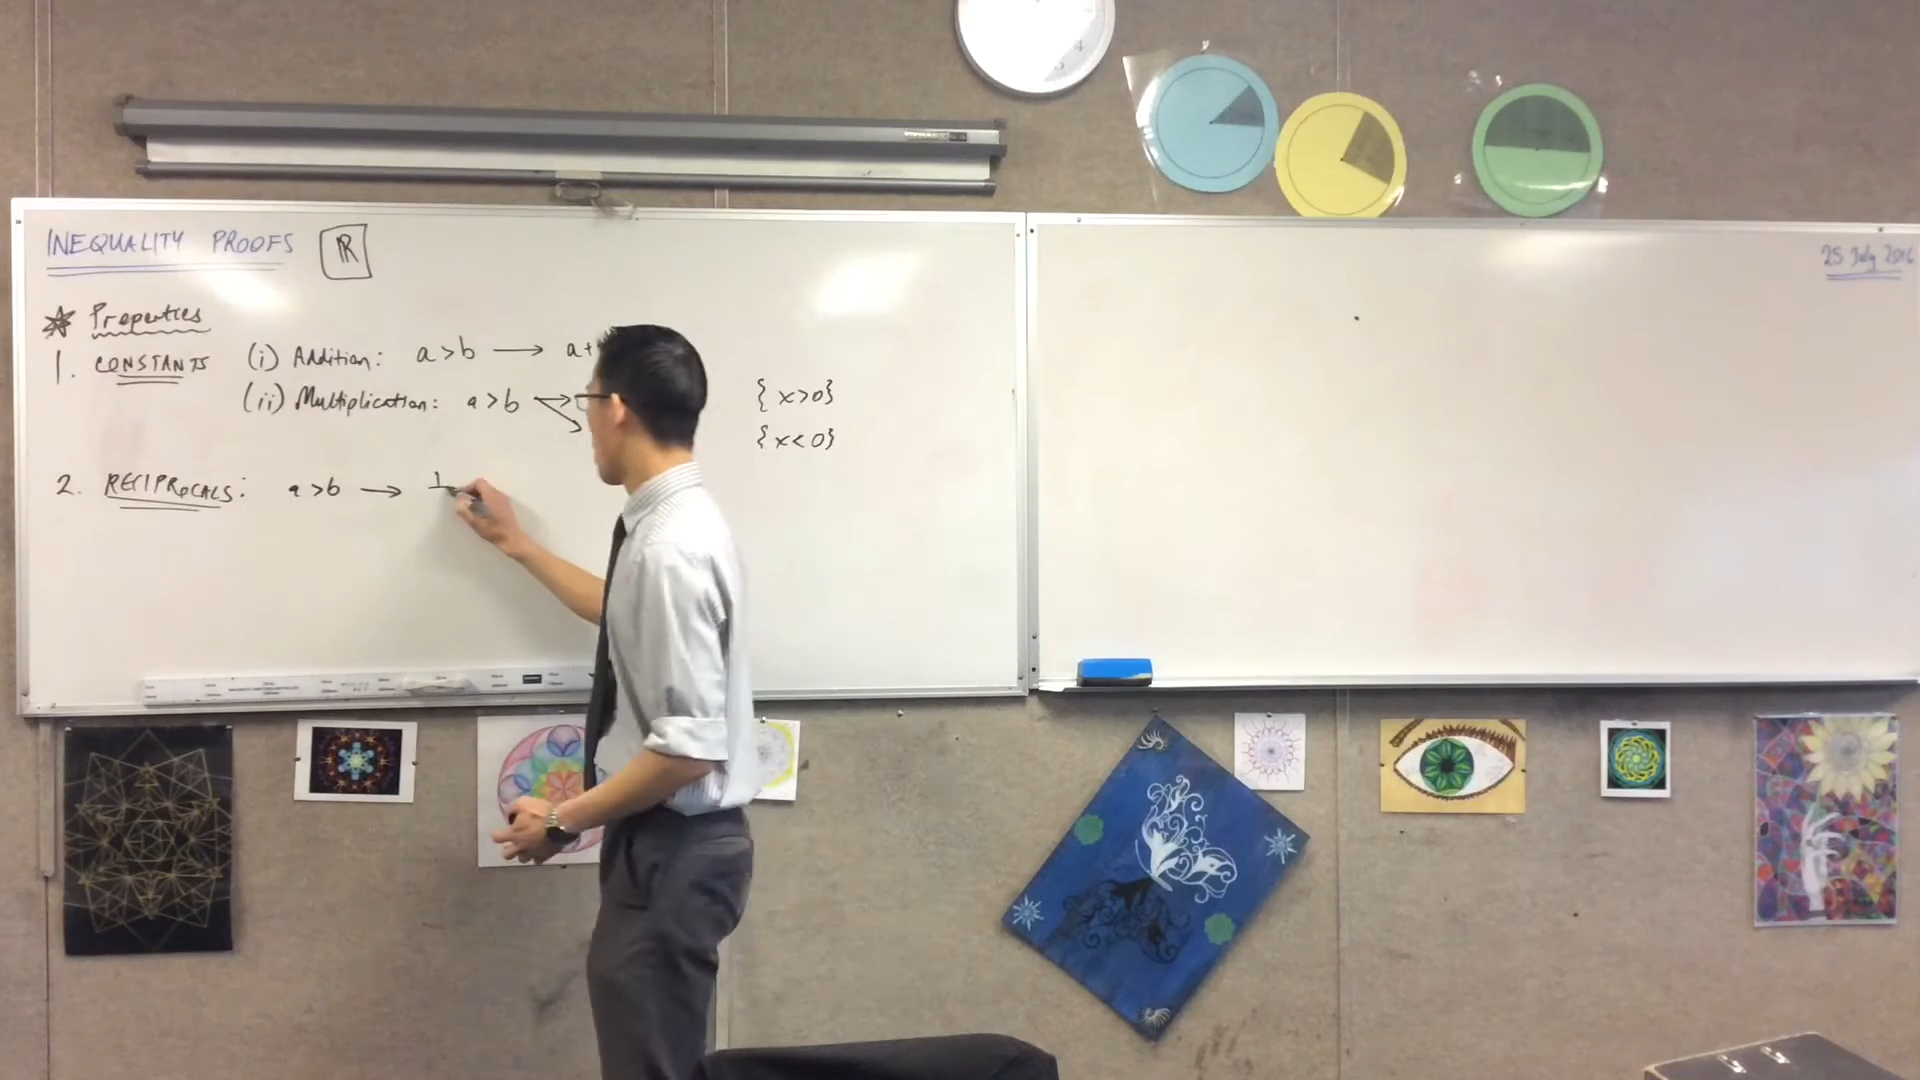 INEQUALITY PROOFS ℝ
25 July 2016
Properties
1. CONSTANTS (i) Addition: a > b → a +
(ii) Multiplication: a > b → {x > 0}
{x < 0}
2. RECIPROCALS: a > b → 1